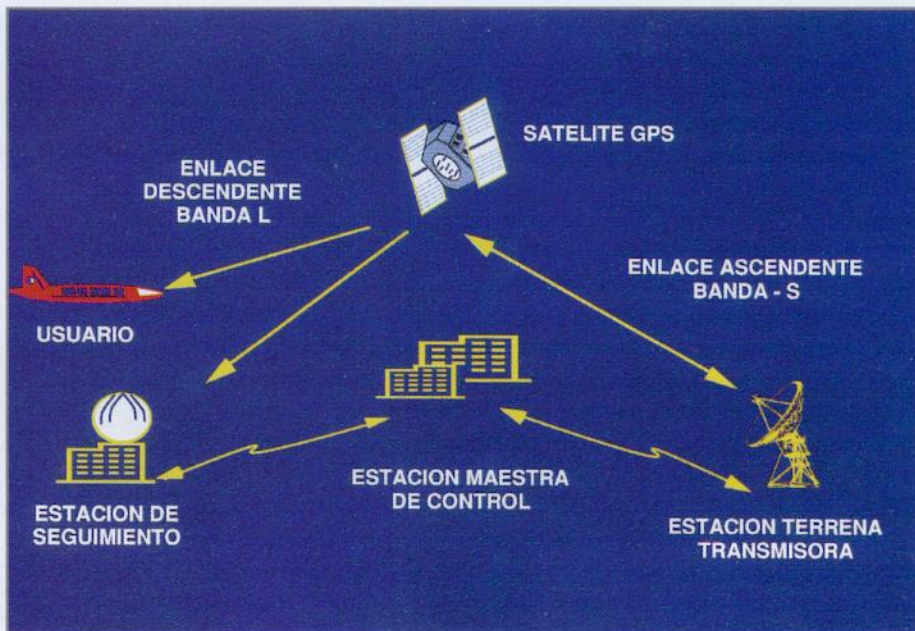 SATELITE GPS
ENLACE
DESCENDENTE
BANDA L
ENLACE ASCENDENTE
BANDA - S
USUARIO
ESTACION MAESTRA
DE CONTROL
ESTACION DE
SEGUIMIENTO
ESTACION TERRENA
TRANSMISORA